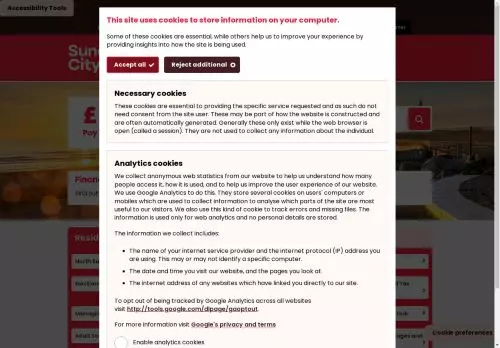 Accessibility Tools
This site uses cookies to store information on your computer.
Some of these cookies are essential, while others help us to improve your experience by
providing insights into how the site is being used.
Accept all
Reject additional
Necessary cookies
These cookies are essential to providing the specific service requested and as such do not
need consent from the site user. These may be part of how the website is constructed and
are often automatically generated. Generally these only exist while the web browser is
open (called a session). They are not used to collect any information about the individual.
Analytics cookies
We collect anonymous web statistics from our website to help us understand how many
people access it, how it is used, and to help us improve the user experience of our website.
We use Google Analytics to do this. They store several cookies on users' computers or
mobiles which are used to collect information to analyse which parts of the site are most
useful to our visitors. We also use this kind of cookie to track errors and missing files. The
information is used only for web analytics and no personal details are stored.
The information we collect includes:
The name of your internet service provider and the internet protocol (IP) address you
are using. This may or may not identify a specific computer.
The date and time you visit our website, and the pages you look at.
The internet address of any websites which have linked you directly to our site.
To opt out of being tracked by Google Analytics across all websites
visit http://tools.google.com/dlpage/gaoptout.
For more information visit Google's privacy and terms
Enable analytics cookies
City
£
Pay
Cookie preferences